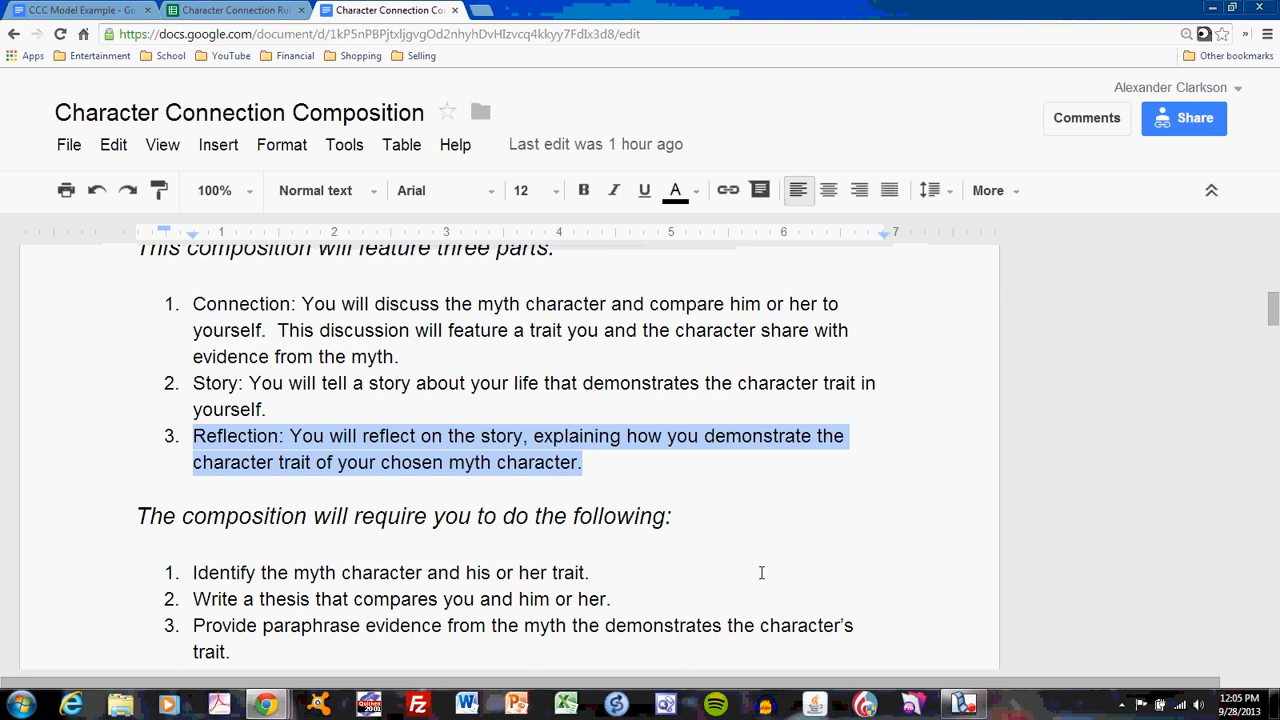 CCC Model Example - Go
Character Connection Ru
Character Connection Co
https://docs.google.com/document/d/1kP5nPBPjtxljgvgOd2nhyhDvHIzvcq4kkyy7Fdlx3d8/edit
Apps Entertainment School YouTube Financial Shopping Selling Other bookmarks
Alexander Clarkson
Character Connection Composition
Comments Share
File Edit View Insert Format Tools Table Help Last edit was 1 hour ago
100% Normal text Arial 12 B I U A More
1 2 3 4 5 6 7
This composition will feature three parts.
1. Connection: You will discuss the myth character and compare him or her to
yourself. This discussion will feature a trait you and the character share with
evidence from the myth.
2. Story: You will tell a story about your life that demonstrates the character trait in
yourself.
3. Reflection: You will reflect on the story, explaining how you demonstrate the
character trait of your chosen myth character.
The composition will require you to do the following:
1. Identify the myth character and his or her trait.
2. Write a thesis that compares you and him or her.
3. Provide paraphrase evidence from the myth the demonstrates the character's
trait.
12:05 PM
9/28/2013